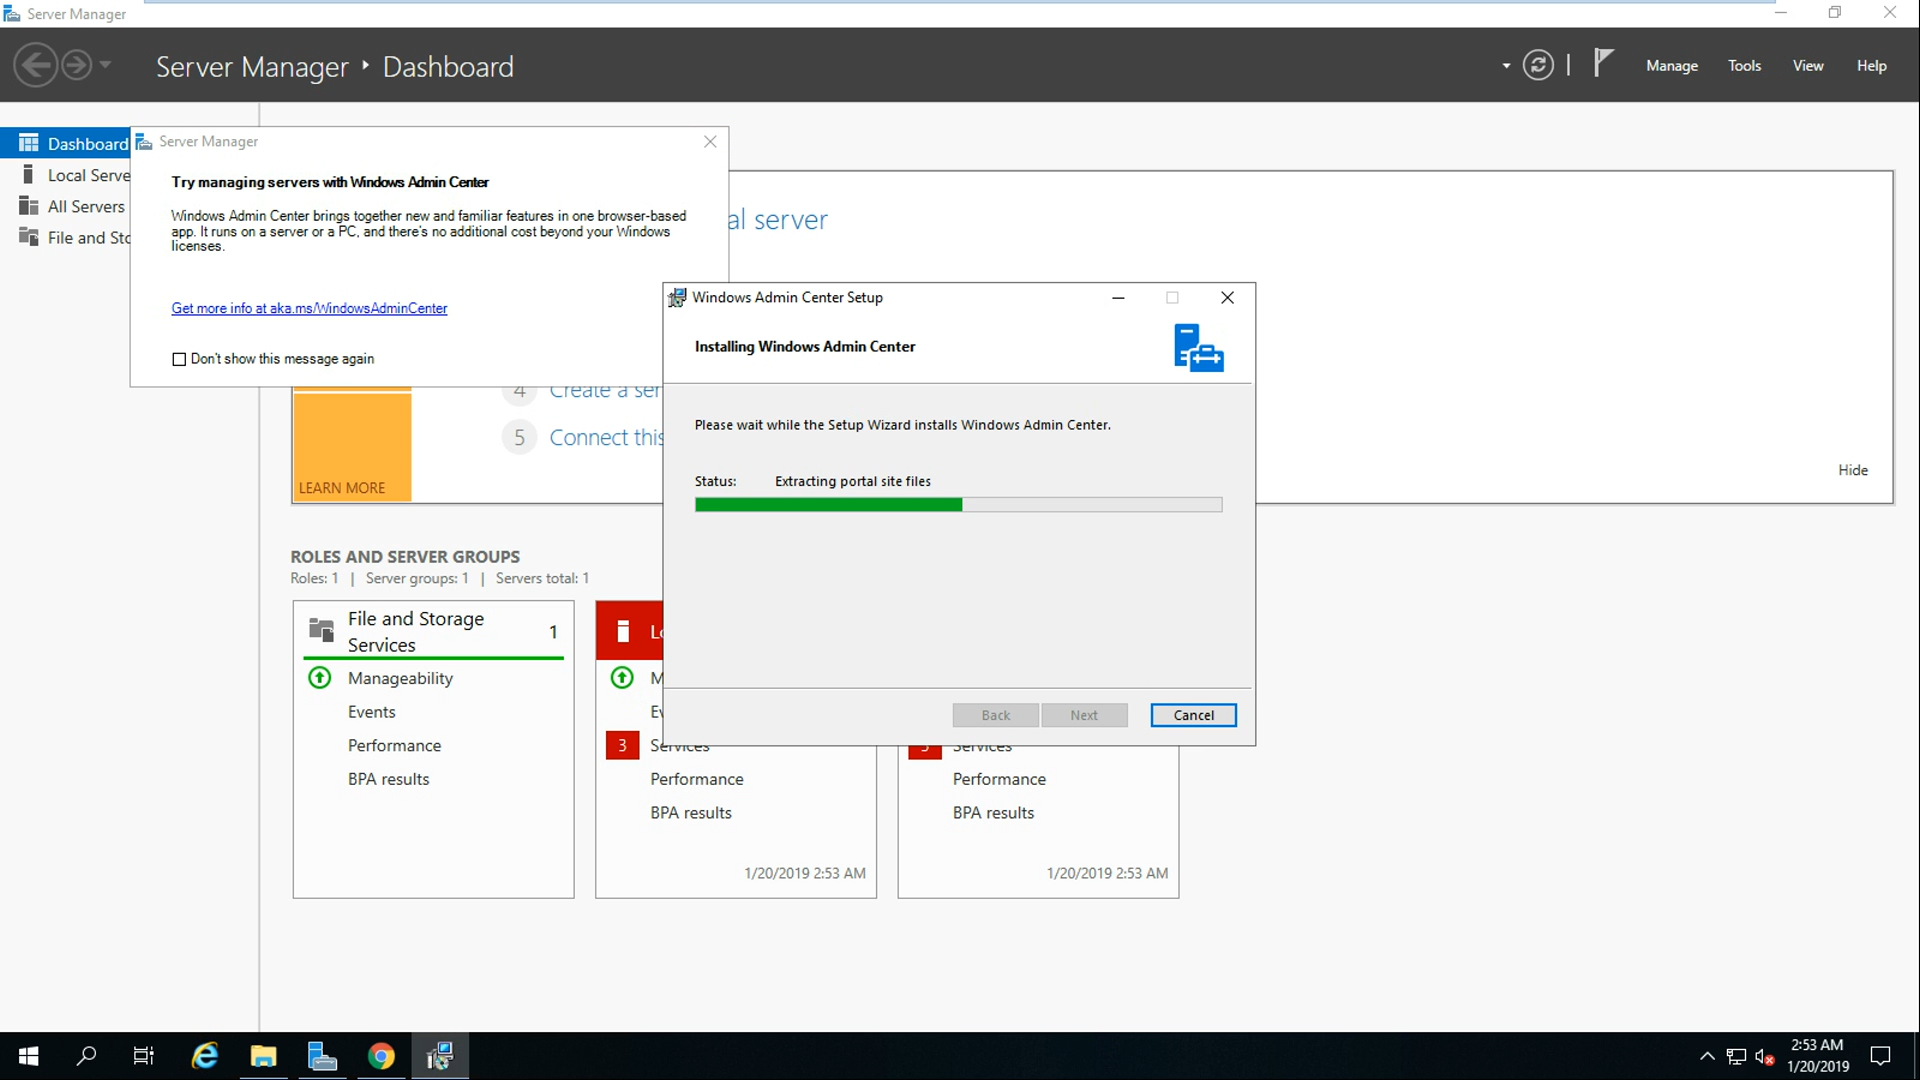 Server Manager
Server Manager • Dashboard
Manage
Tools
View
Help
Dashboard
Local Serve
All Servers
File and Sto
Server Manager
Try managing servers with Windows Admin Center
Windows Admin Center brings together new and familiar features in one browser-based
app. It runs on a server or a PC, and there's no additional cost beyond your Windows
licenses.
Get more info at aka.ms/WindowsAdminCenter
Don't show this message again
al server
4 Create a ser
5 Connect this
LEARN MORE
Hide
Windows Admin Center Setup
Installing Windows Admin Center
Please wait while the Setup Wizard installs Windows Admin Center.
Status: Extracting portal site files
Back
Next
Cancel
ROLES AND SERVER GROUPS
Roles: 1 | Server groups: 1 | Servers total: 1
File and Storage
Services
1
Manageability
Events
Performance
BPA results
3 Services
Performance
BPA results
1/20/2019 2:53 AM
Services
Performance
BPA results
1/20/2019 2:53 AM
2:53 AM
1/20/2019